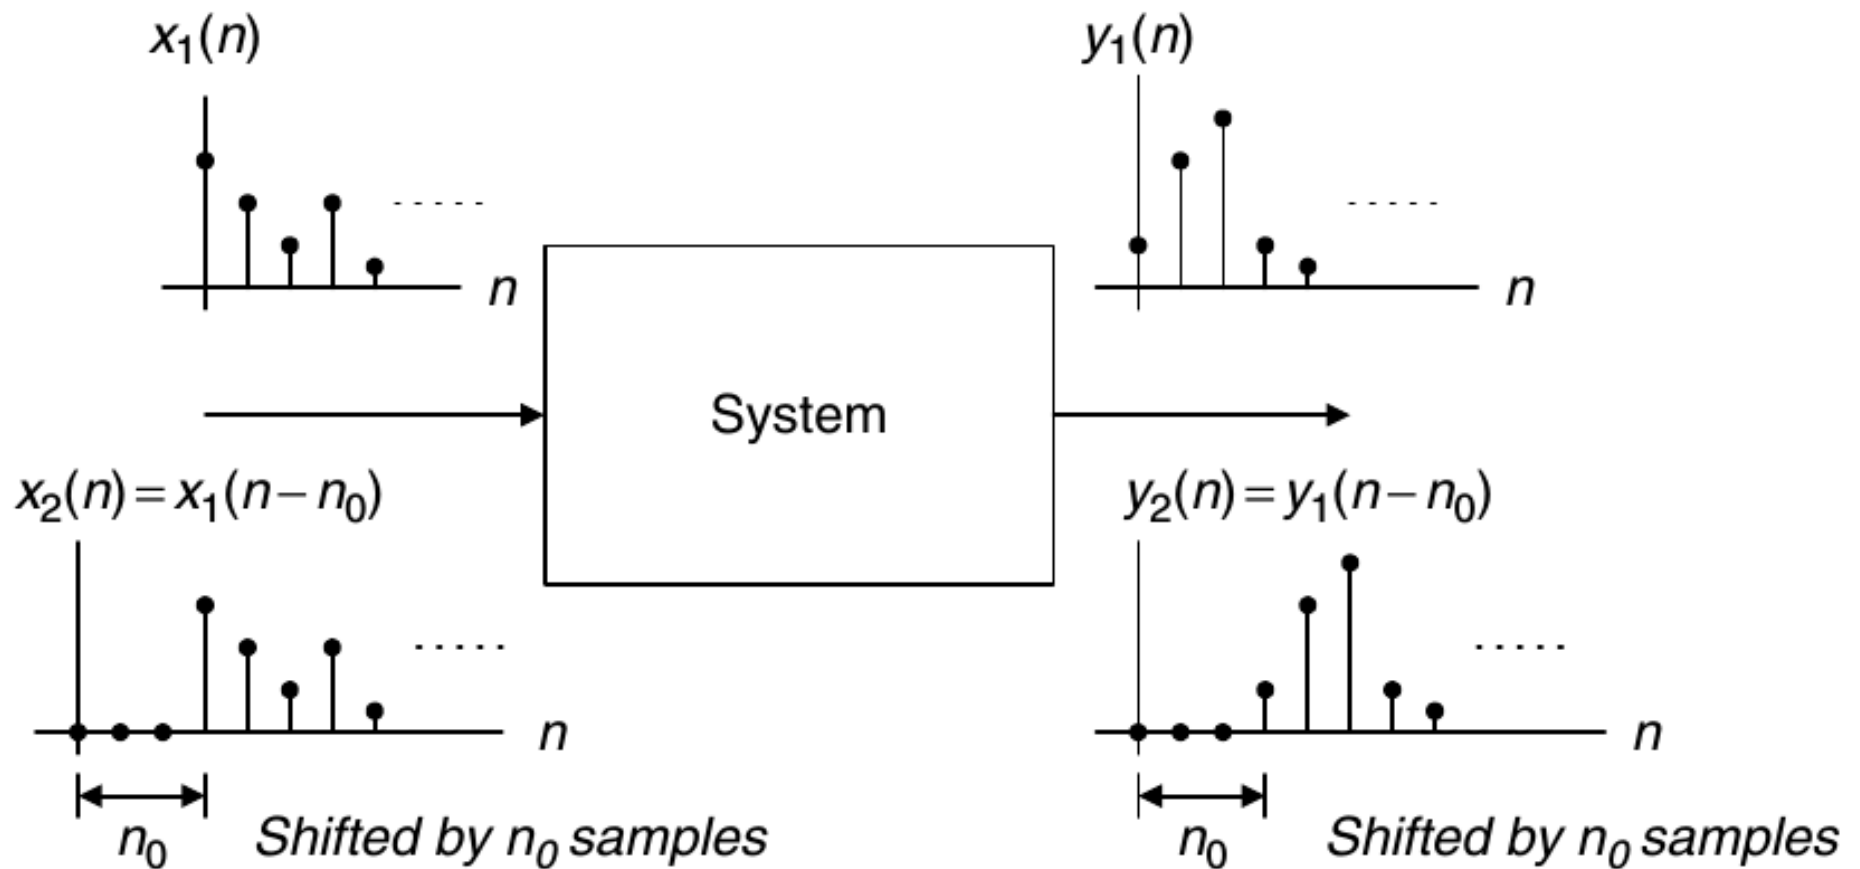 x₁(n)
y₁(n)
n
n
System
x₂(n)=x₁(n−n₀)
y₂(n)=y₁(n−n₀)
n
n
n₀ Shifted by n₀ samples
n₀ Shifted by n₀ samples